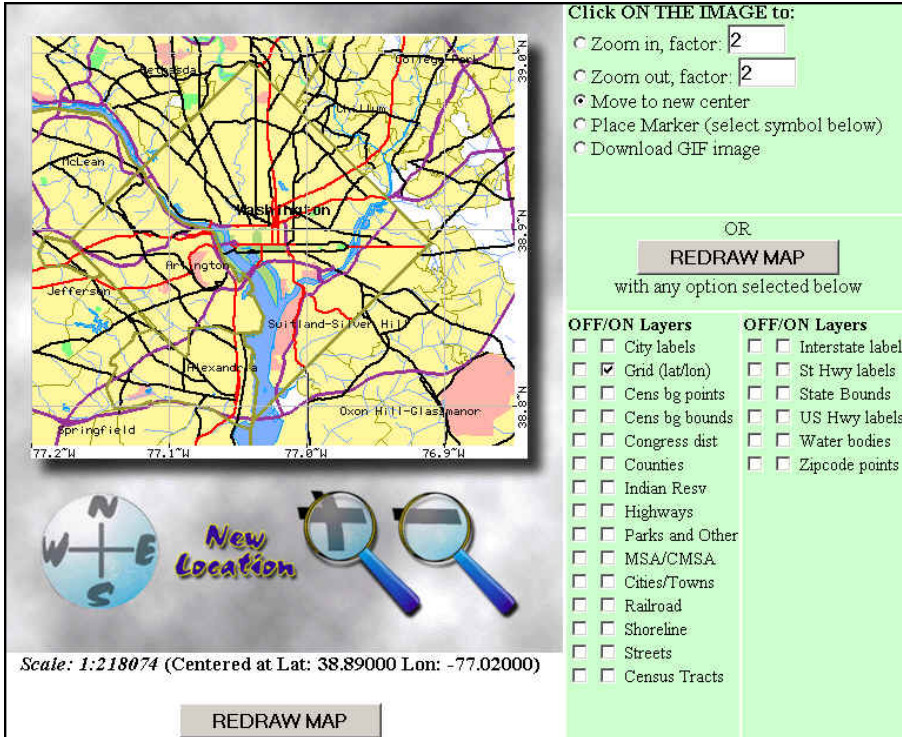 Click ON THE IMAGE to:
Zoom in, factor: 2
Zoom out, factor: 2
Move to new center
Place Marker (select symbol below)
Download GIF image
OR
REDRAW MAP
with any option selected below
OFF/ON Layers
City labels
Grid (lat/lon)
Cens bg points
Cens bg bounds
Congress dist
Counties
Indian Resv
Highways
Parks and Other
MSA/CMSA
Cities/Towns
Railroad
Shoreline
Streets
Census Tracts
OFF/ON Layers
Interstate label
St Hwy labels
State Bounds
US Hwy labels
Water bodies
Zipcode points
Bethesda
College Park
39.0°N
Chillum
McLean
Washington
38.9°N
Arlington
Jefferson
Suitland-Silver Hill
Alexandria
Oxon Hill-Glassmanor
38.8°N
Springfield
77.2°W 77.1°W 77.0°W 76.9°W
N
W E
S
New
Location
Scale: 1:218074 (Centered at Lat: 38.89000 Lon: -77.02000)
REDRAW MAP